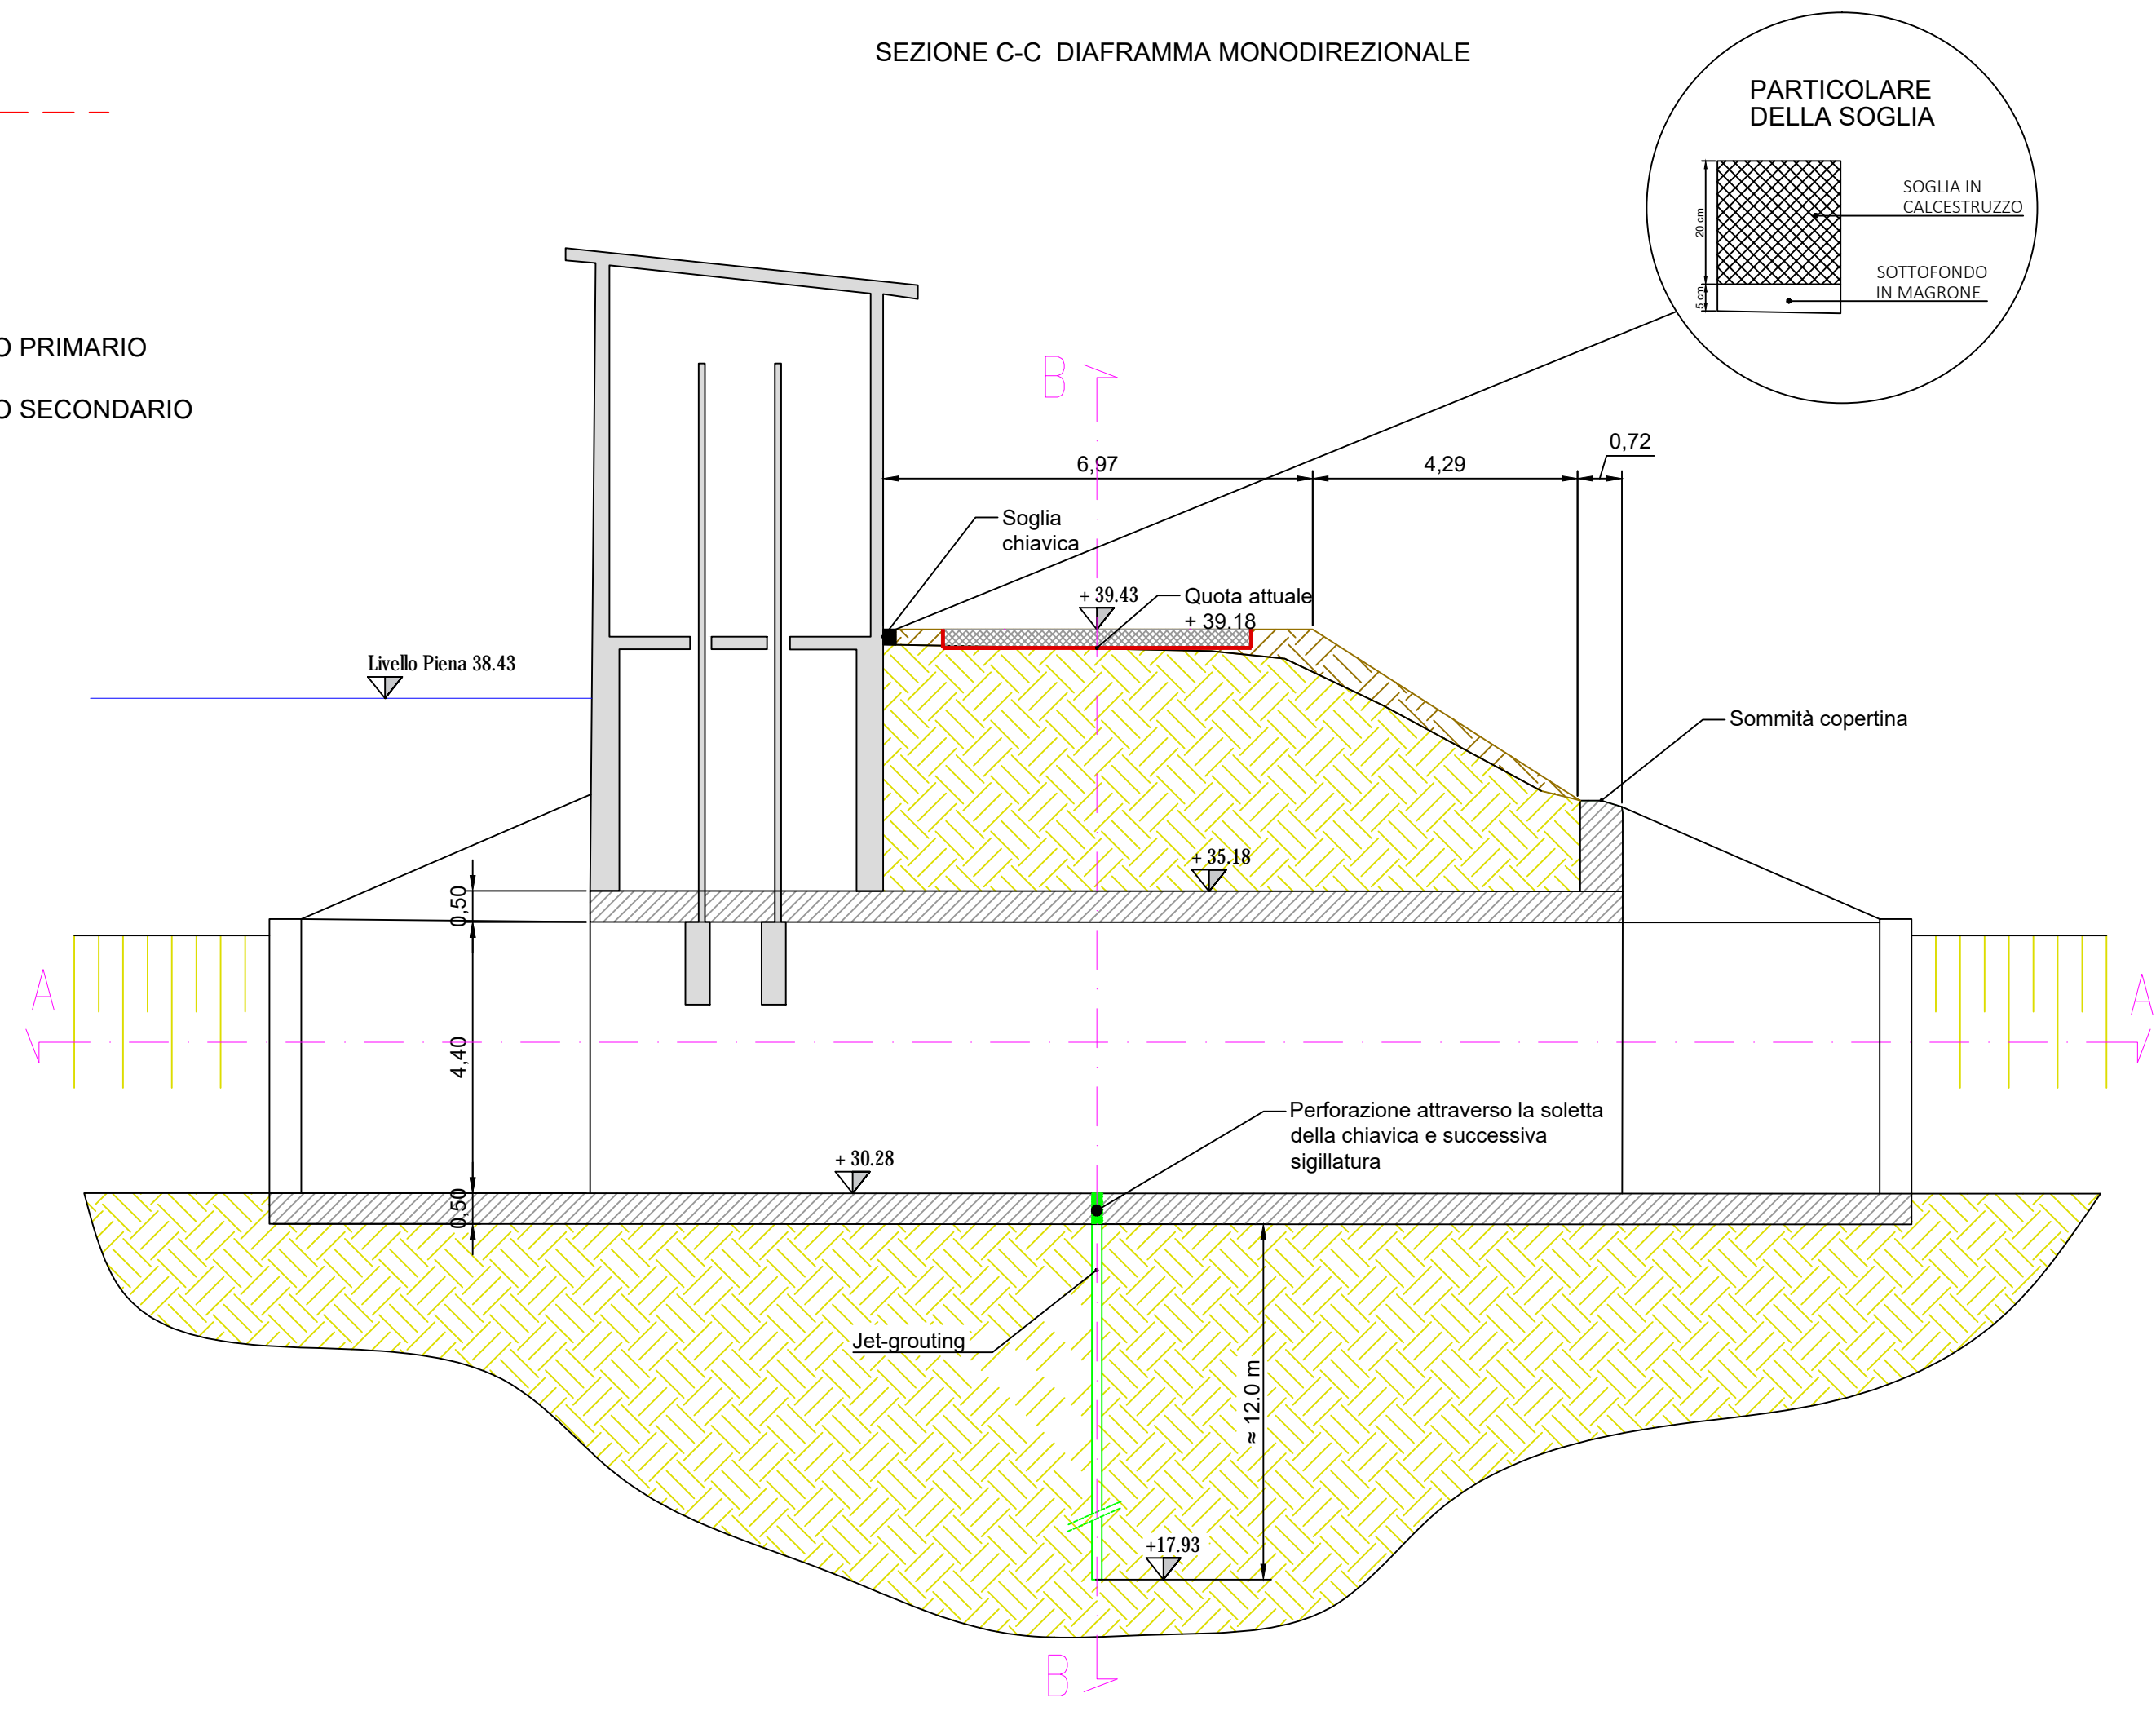 SEZIONE C-C DIAFRAMMA MONODIREZIONALE
PARTICOLARE
DELLA SOGLIA
SOGLIA IN
CALCESTRUZZO
20 cm
SOTTOFONDO
IN MAGRONE
5 cm
O PRIMARIO
O SECONDARIO
B
0,72
6,97
4,29
Soglia
chiavica
+ 39.43
Quota attuale
+ 39.18
Livello Piena 38.43
Sommità copertina
+ 35.18
0,50
A
A
4,40
Perforazione attraverso la soletta
della chiavica e successiva
sigillatura
+ 30.28
0,50
Jet-grouting
≈ 12.0 m
+17.93
B